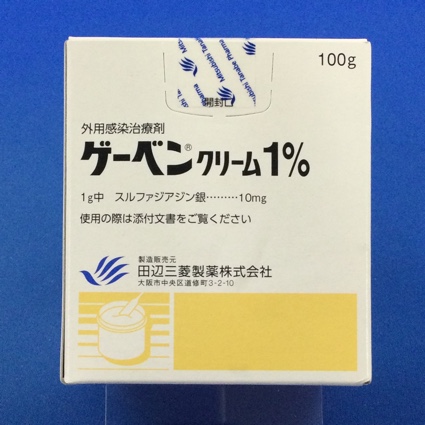 Mitsubishi Tanabe Pharma
100g
開封口
外用感染治療剤
ゲーベン®クリーム1%
1g中 スルファジアジン銀………10mg
使用の際は添付文書をご覧ください
製造販売元
田辺三菱製薬株式会社
大阪市中央区道修町3-2-10